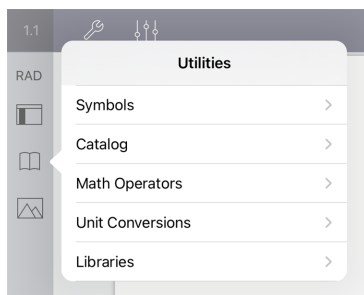 1.1
Utilities
RAD
Symbols
Catalog
Math Operators
Unit Conversions
Libraries